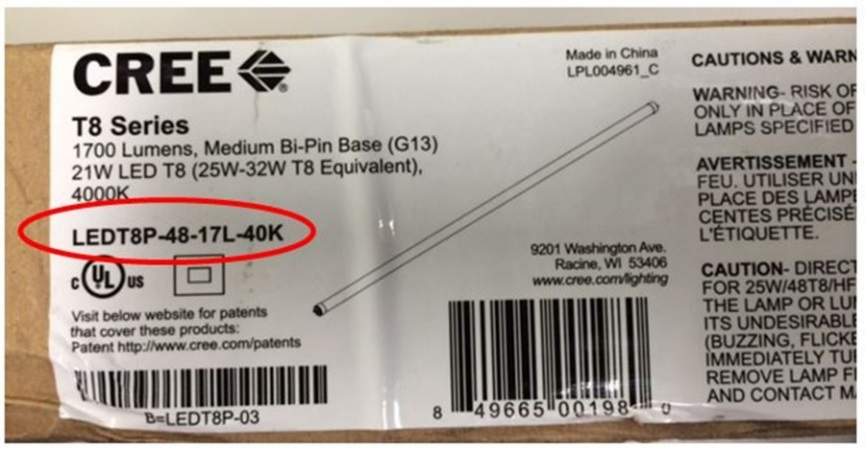 CREE
T8 Series
1700 Lumens, Medium Bi-Pin Base (G13)
21W LED T8 (25W-32W T8 Equivalent),
4000K
LEDT8P-48-17L-40K
c UL US
Visit below website for patents
that cover these products:
Patent http://www.cree.com/patents
B=LEDT8P-03
Made in China
LPL004961_C
9201 Washington Ave.
Racine, WI 53406
www.cree.com/lighting
8 49665 00198 0
CAUTIONS & WARN
WARNING- RISK OF
ONLY IN PLACE OF
LAMPS SPECIFIED
AVERTISSEMENT -
FEU. UTILISER UN
PLACE DES LAMP
CENTES PRÉCISÉ
L'ÉTIQUETTE.
CAUTION- DIRECT
FOR 25W/48T8/HF
THE LAMP OR LU
ITS UNDESIRABL
(BUZZING, FLICKE
IMMEDIATELY TU
REMOVE LAMP F
AND CONTACT M